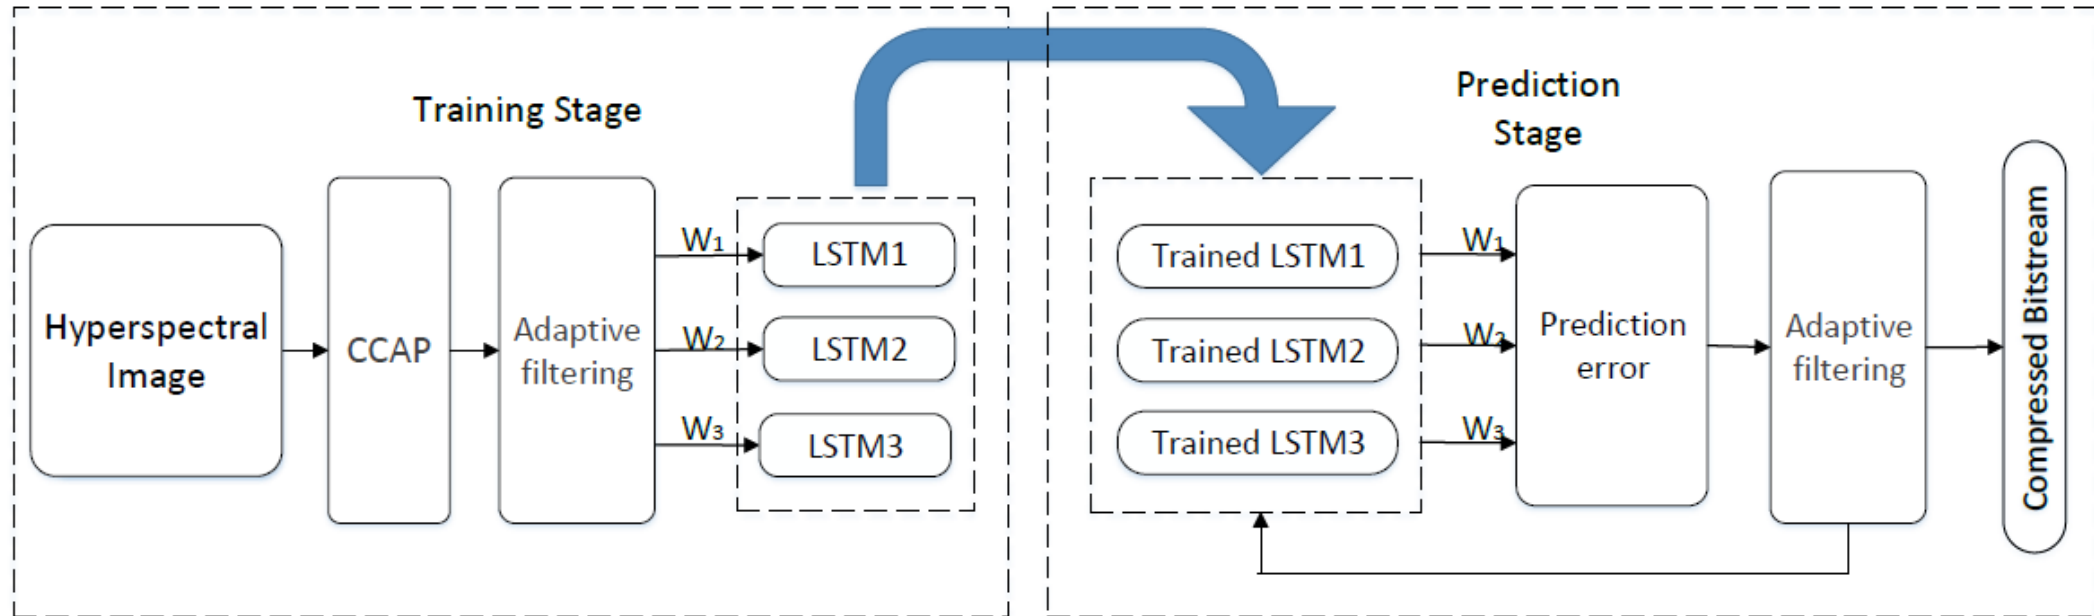 Training Stage
Hyperspectral
Image
CCAP
Adaptive
filtering
W₁
W₂
W₃
LSTM1
LSTM2
LSTM3
Prediction
Stage
Trained LSTM1
Trained LSTM2
Trained LSTM3
W₁
W₂
W₃
Prediction
error
Adaptive
filtering
Compressed Bitstream